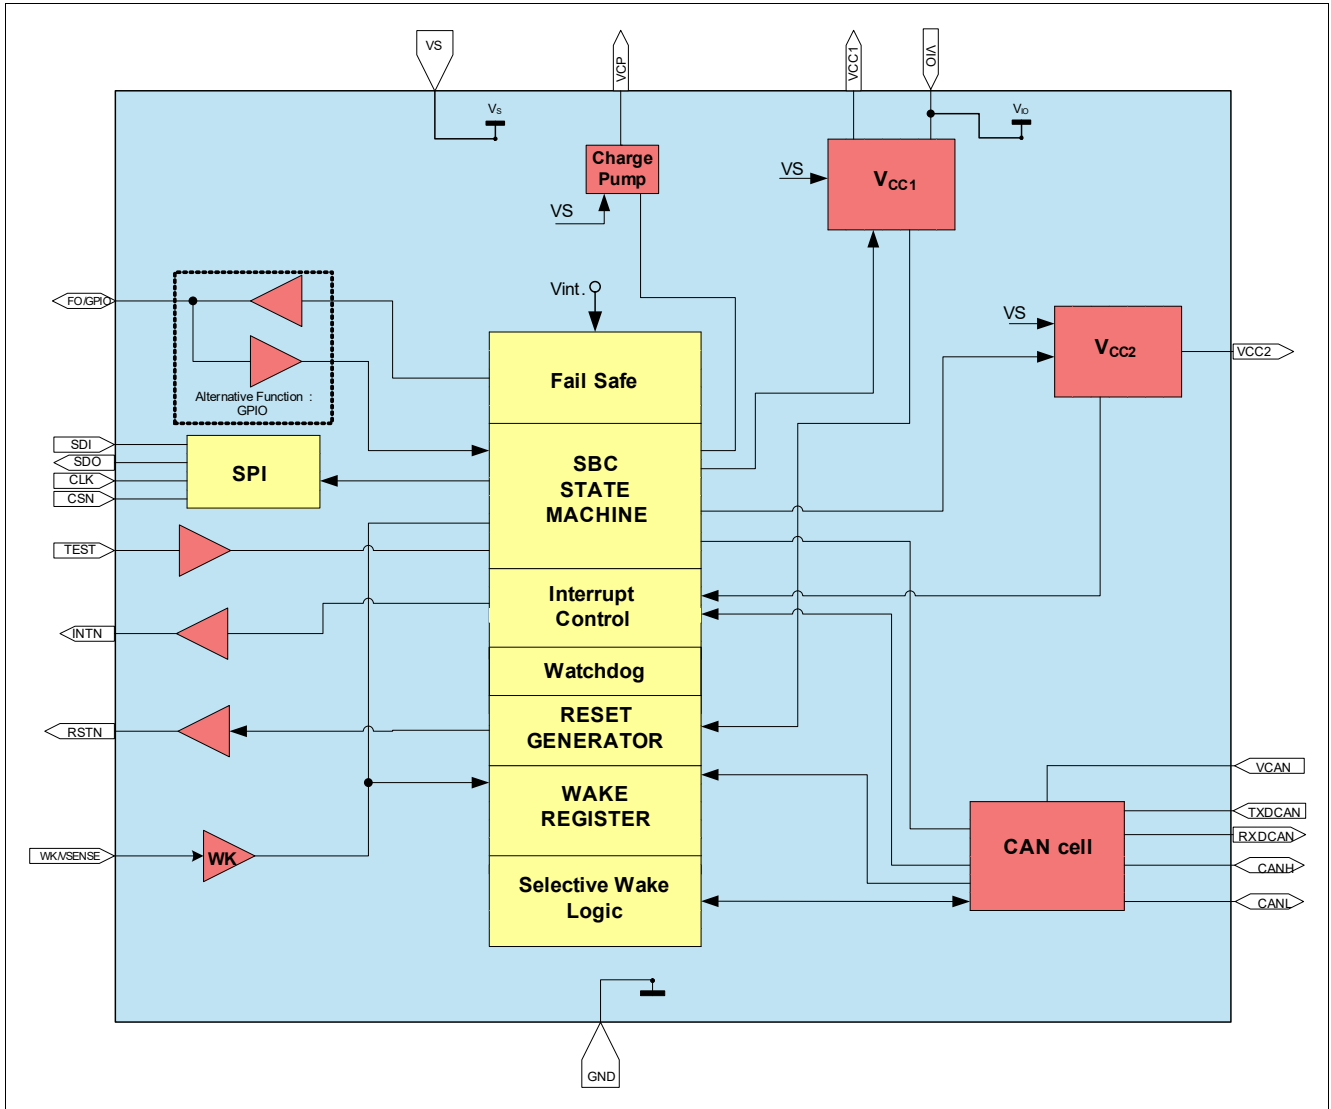 VS
VCP
VCC1
VIO
VS
VIO
Charge
Pump
VS
VCC1
VS
FO/GPIO
Vint.
VS
VCC2
VCC2
Alternative Function :
GPIO
Fail Safe
SDI
SDO
CLK
CSN
SPI
SBC
STATE
MACHINE
TEST
Interrupt
Control
INTN
Watchdog
RSTN
RESET
GENERATOR
VCAN
WAKE
REGISTER
TXDCAN
RXDCAN
CANH
CANL
CAN cell
WK/VSENSE
WK
Selective Wake
Logic
GND